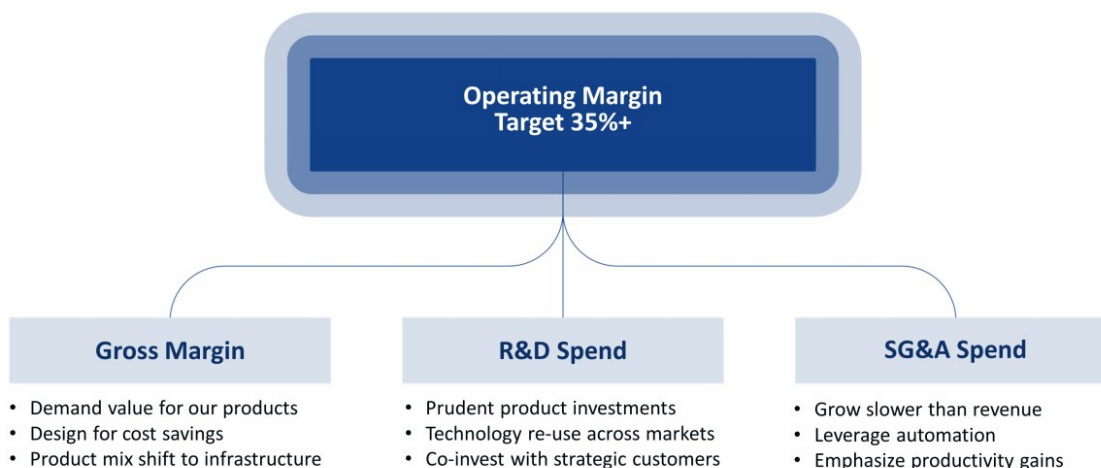 Operating Margin
Target 35%+
Gross Margin
• Demand value for our products
• Design for cost savings
• Product mix shift to infrastructure
R&D Spend
• Prudent product investments
• Technology re-use across markets
• Co-invest with strategic customers
SG&A Spend
• Grow slower than revenue
• Leverage automation
• Emphasize productivity gains